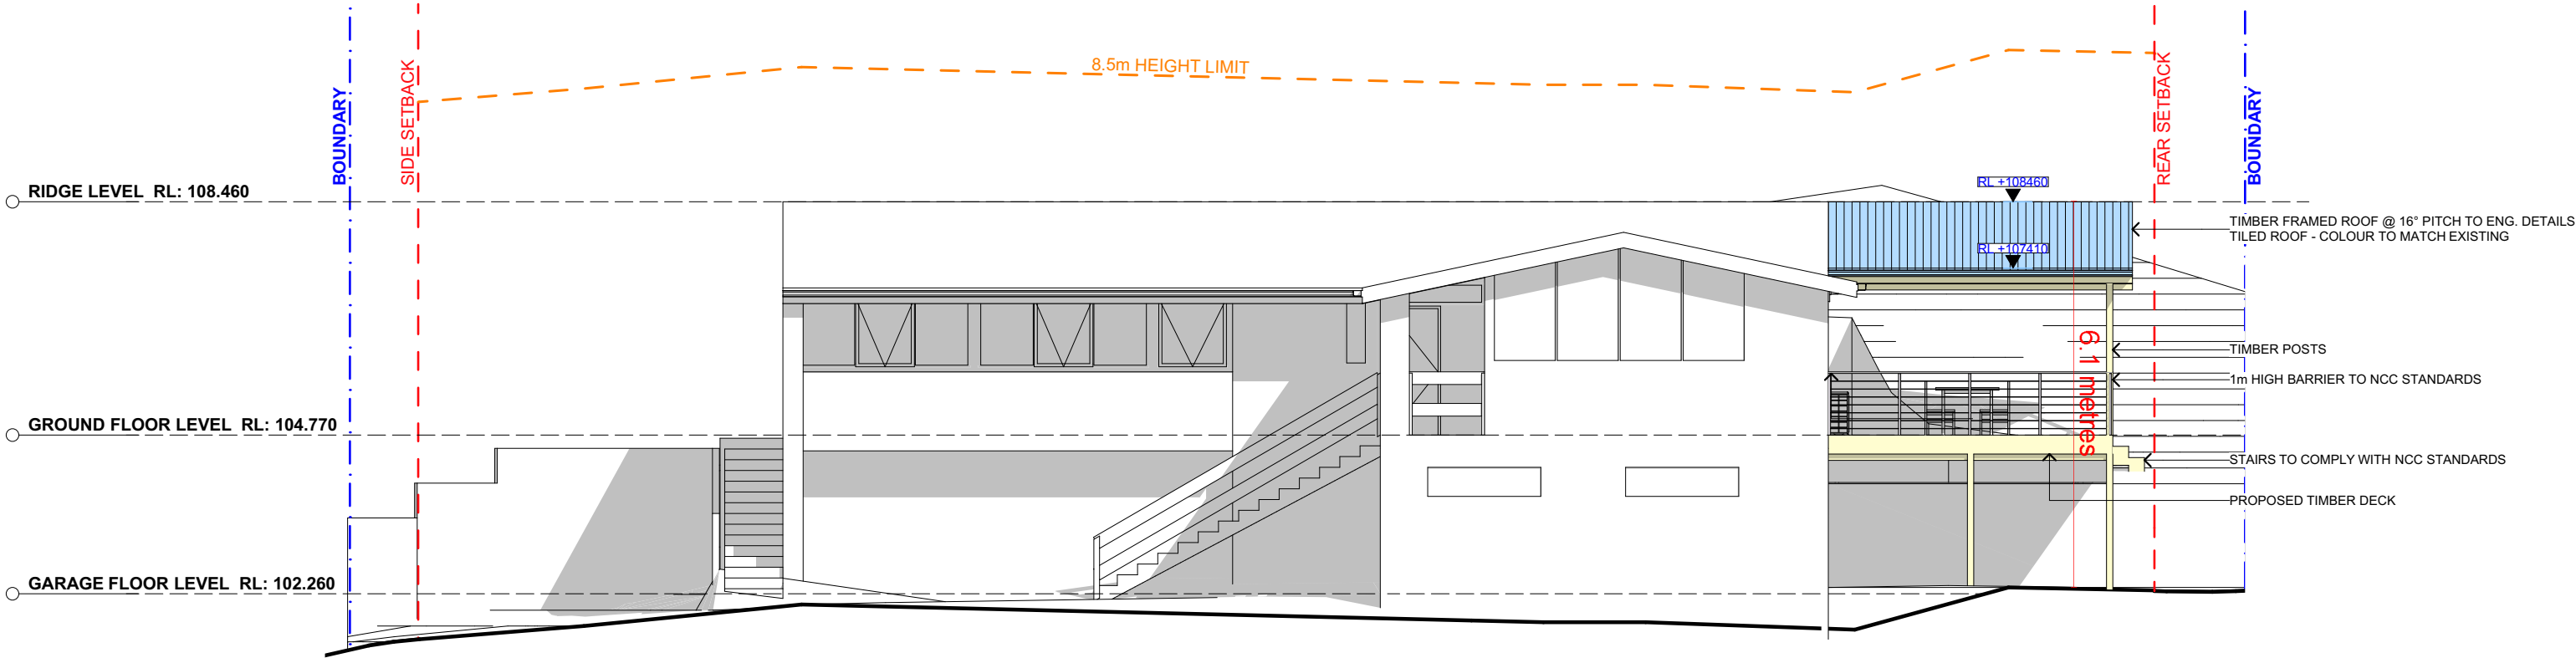 8.5m HEIGHT LIMIT
BOUNDARY
SIDE SETBACK
REAR SETBACK
BOUNDARY
RIDGE LEVEL RL: 108.460
RL +108460
TIMBER FRAMED ROOF @ 16° PITCH TO ENG. DETAILS
TILED ROOF - COLOUR TO MATCH EXISTING
RL +107410
6.1 metres
TIMBER POSTS
1m HIGH BARRIER TO NCC STANDARDS
GROUND FLOOR LEVEL RL: 104.770
STAIRS TO COMPLY WITH NCC STANDARDS
PROPOSED TIMBER DECK
GARAGE FLOOR LEVEL RL: 102.260